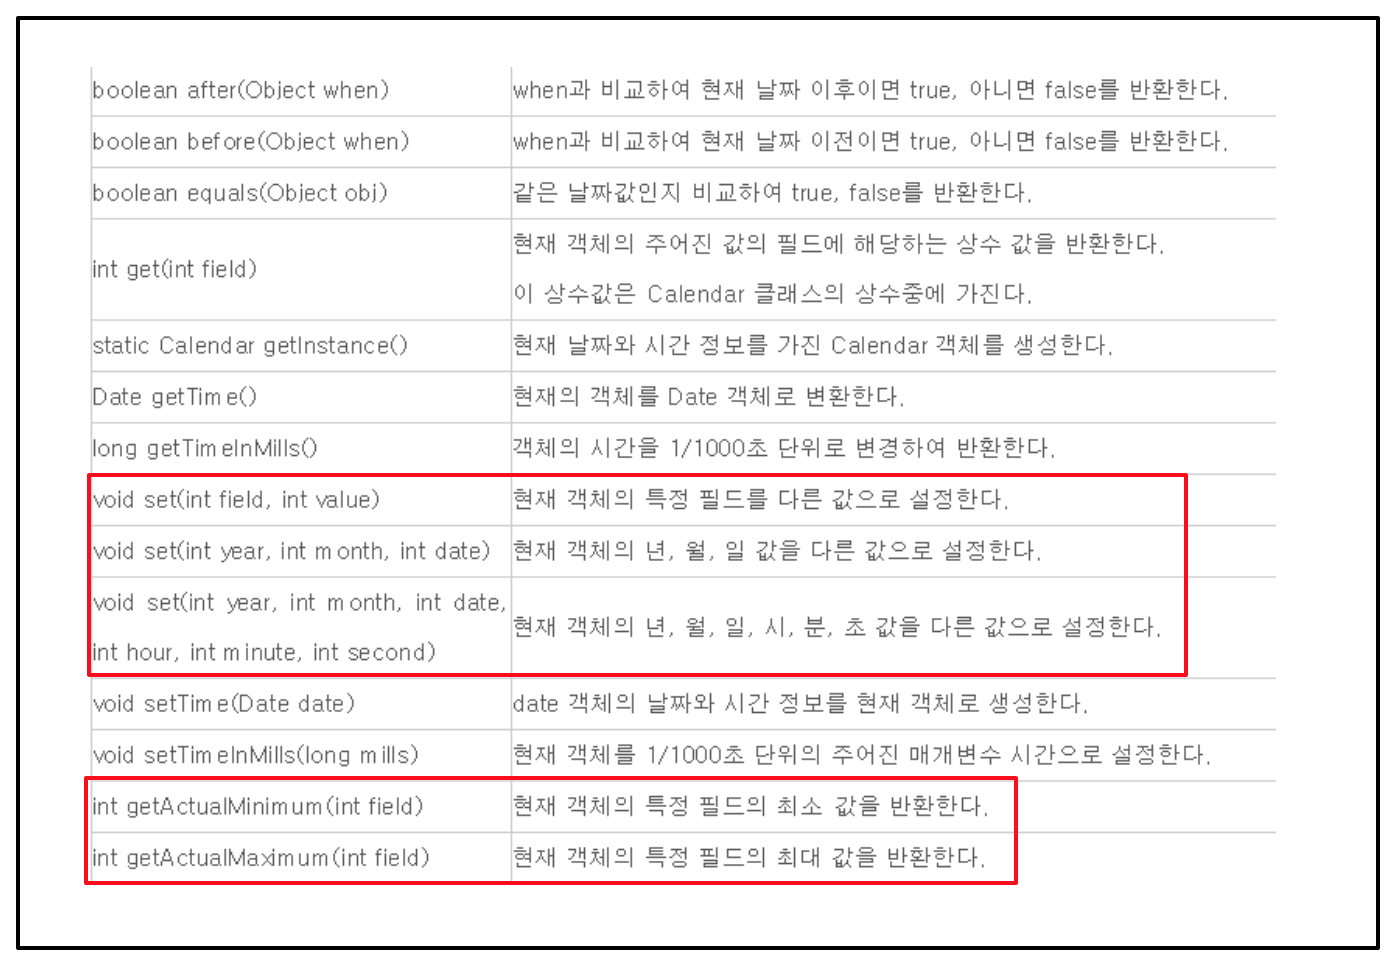 boolean after(Object when)
when과 비교하여 현재 날짜 이후이면 true, 아니면 false를 반환한다.
boolean before(Object when)
when과 비교하여 현재 날짜 이전이면 true, 아니면 false를 반환한다.
boolean equals(Object obj)
같은 날짜값인지 비교하여 true, false를 반환한다.
int get(int field)
현재 객체의 주어진 값의 필드에 해당하는 상수 값을 반환한다.
이 상수값은 Calendar 클래스의 상수중에 가진다.
static Calendar getInstance()
현재 날짜와 시간 정보를 가진 Calendar 객체를 생성한다.
Date getTime()
현재의 객체를 Date 객체로 변환한다.
long getTimeInMills()
객체의 시간을 1/1000초 단위로 변경하여 반환한다.
void set(int field, int value)
현재 객체의 특정 필드를 다른 값으로 설정한다.
void set(int year, int month, int date)
현재 객체의 년, 월, 일 값을 다른 값으로 설정한다.
void set(int year, int month, int date,
int hour, int minute, int second)
현재 객체의 년, 월, 일, 시, 분, 초 값을 다른 값으로 설정한다.
void setTime(Date date)
date 객체의 날짜와 시간 정보를 현재 객체로 생성한다.
void setTimeInMills(long mills)
현재 객체를 1/1000초 단위의 주어진 매개변수 시간으로 설정한다.
int getActualMinimum(int field)
현재 객체의 특정 필드의 최소 값을 반환한다.
int getActualMaximum(int field)
현재 객체의 특정 필드의 최대 값을 반환한다.